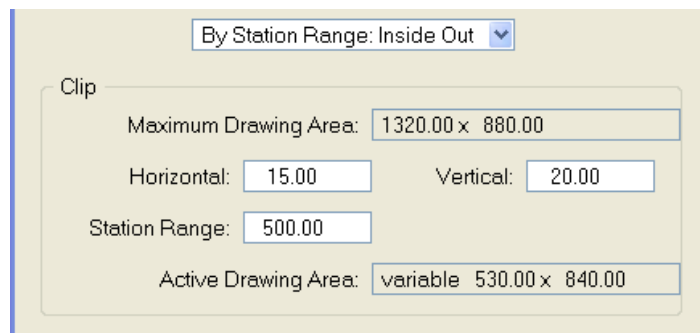 By Station Range: Inside Out
Clip
Maximum Drawing Area: 1320.00 x 880.00
Horizontal: 15.00 Vertical: 20.00
Station Range: 500.00
Active Drawing Area: variable 530.00 x 840.00